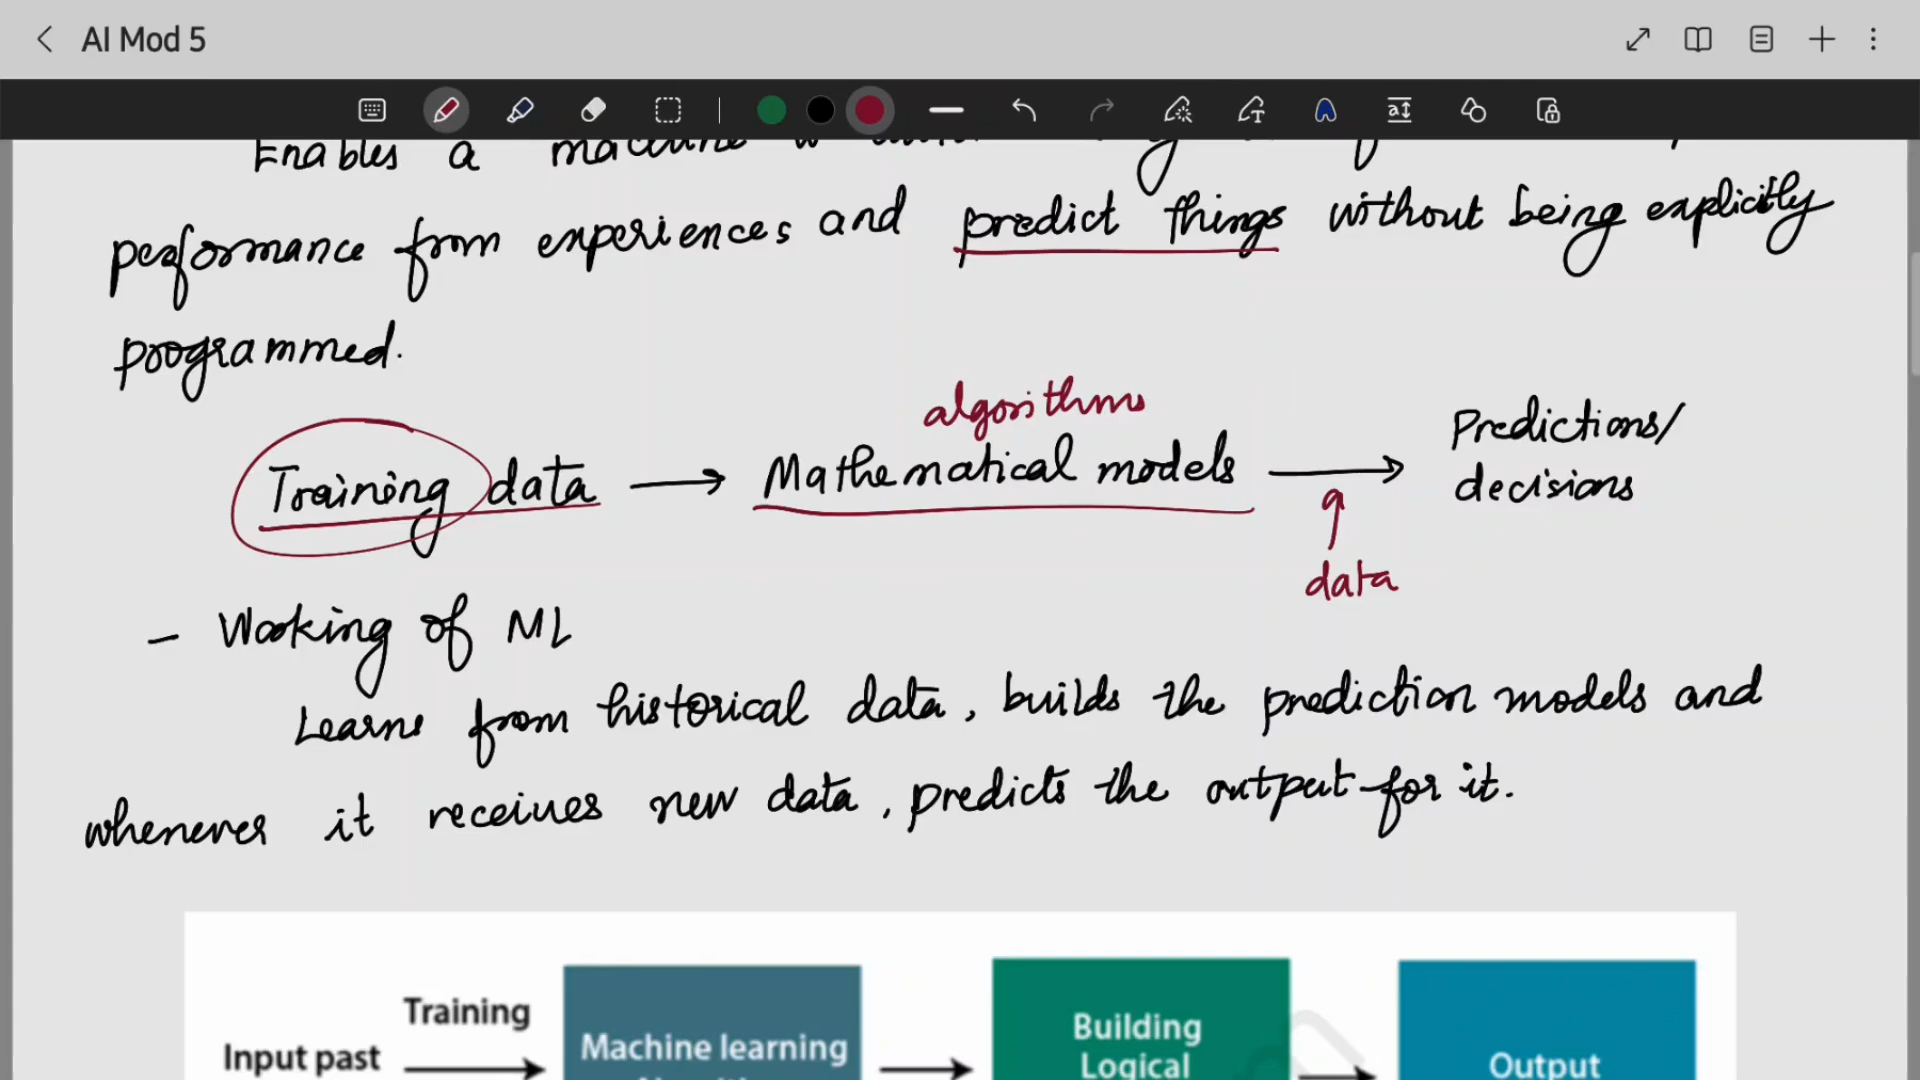 AI Mod 5
Enables a machine
performance from experiences and predict things without being explicitly
programmed.
algorithms
Training data → Mathematical models → Predictions/
decisions
data
- Working of ML
Learns from historical data, builds the prediction models and
whenever it receives new data, predicts the output for it.
Training
Input past
Machine learning
Building
Logical
Output